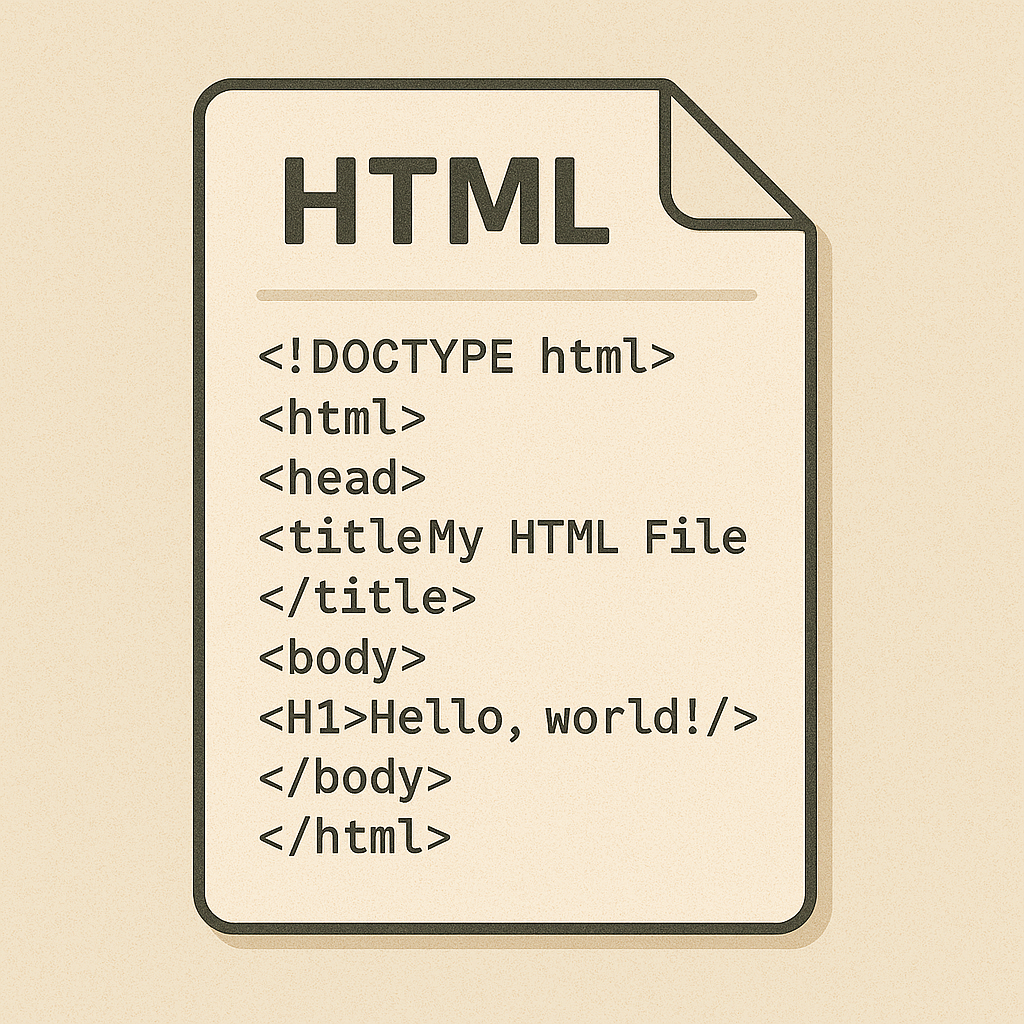 HTML
<!DOCTYPE html>
<html>
<head>
<titleMy HTML File
</title>
<body>
<H1>Hello, world!/>
</body>
</html>